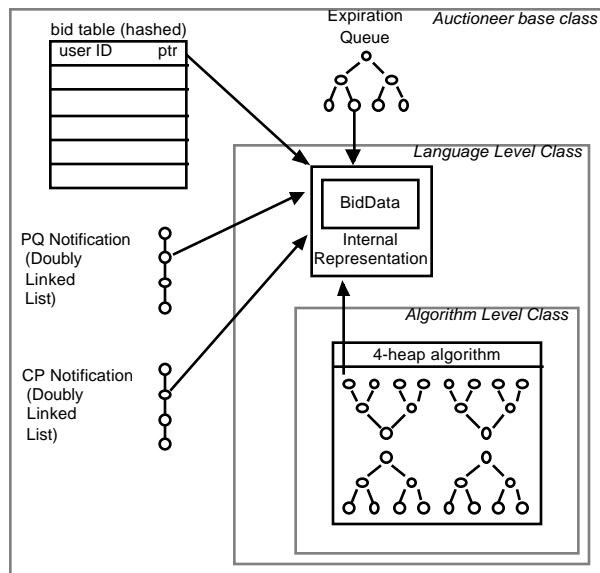 Auctioneer base class
bid table (hashed)
user ID ptr
Expiration
Queue
Language Level Class
BidData
Internal
Representation
PQ Notification
(Doubly
Linked
List)
Algorithm Level Class
4-heap algorithm
CP Notification
(Doubly
Linked
List)